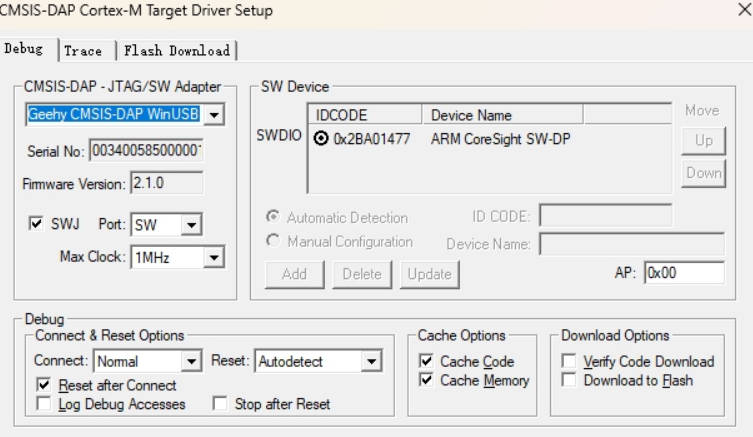 CMSIS-DAP Cortex-M Target Driver Setup
Debug Trace Flash Download
CMSIS-DAP - JTAG/SW Adapter
Geehy CMSIS-DAP WinUSB
Serial No: 00340058500000
Firmware Version: 2.1.0
SWJ Port: SW
Max Clock: 1MHz
SW Device
IDCODE Device Name Move
SWDIO 0x2BA01477 ARM CoreSight SW-DP Up
Down
Automatic Detection ID CODE:
Manual Configuration Device Name:
Add Delete Update AP: 0x00
Debug
Connect & Reset Options
Connect: Normal Reset: Autodetect
Reset after Connect
Log Debug Accesses Stop after Reset
Cache Options
Cache Code
Cache Memory
Download Options
Verify Code Download
Download to Flash